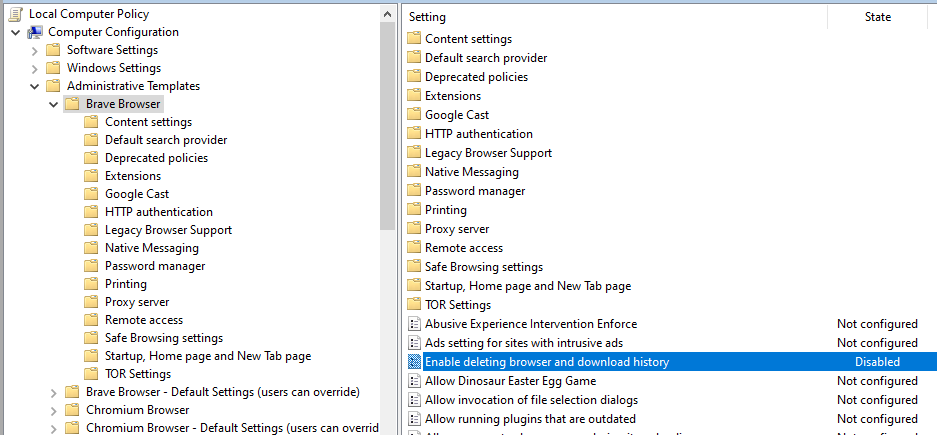 Local Computer Policy
Computer Configuration
Software Settings
Windows Settings
Administrative Templates
Brave Browser
Content settings
Default search provider
Deprecated policies
Extensions
Google Cast
HTTP authentication
Legacy Browser Support
Native Messaging
Password manager
Printing
Proxy server
Remote access
Safe Browsing settings
Startup, Home page and New Tab page
TOR Settings
Brave Browser - Default Settings (users can override)
Chromium Browser
Chromium Browser - Default Settings (users can overrid
Setting State
Content settings
Default search provider
Deprecated policies
Extensions
Google Cast
HTTP authentication
Legacy Browser Support
Native Messaging
Password manager
Printing
Proxy server
Remote access
Safe Browsing settings
Startup, Home page and New Tab page
TOR Settings
Abusive Experience Intervention Enforce Not configured
Ads setting for sites with intrusive ads Not configured
Enable deleting browser and download history Disabled
Allow Dinosaur Easter Egg Game Not configured
Allow invocation of file selection dialogs Not configured
Allow running plugins that are outdated Not configured